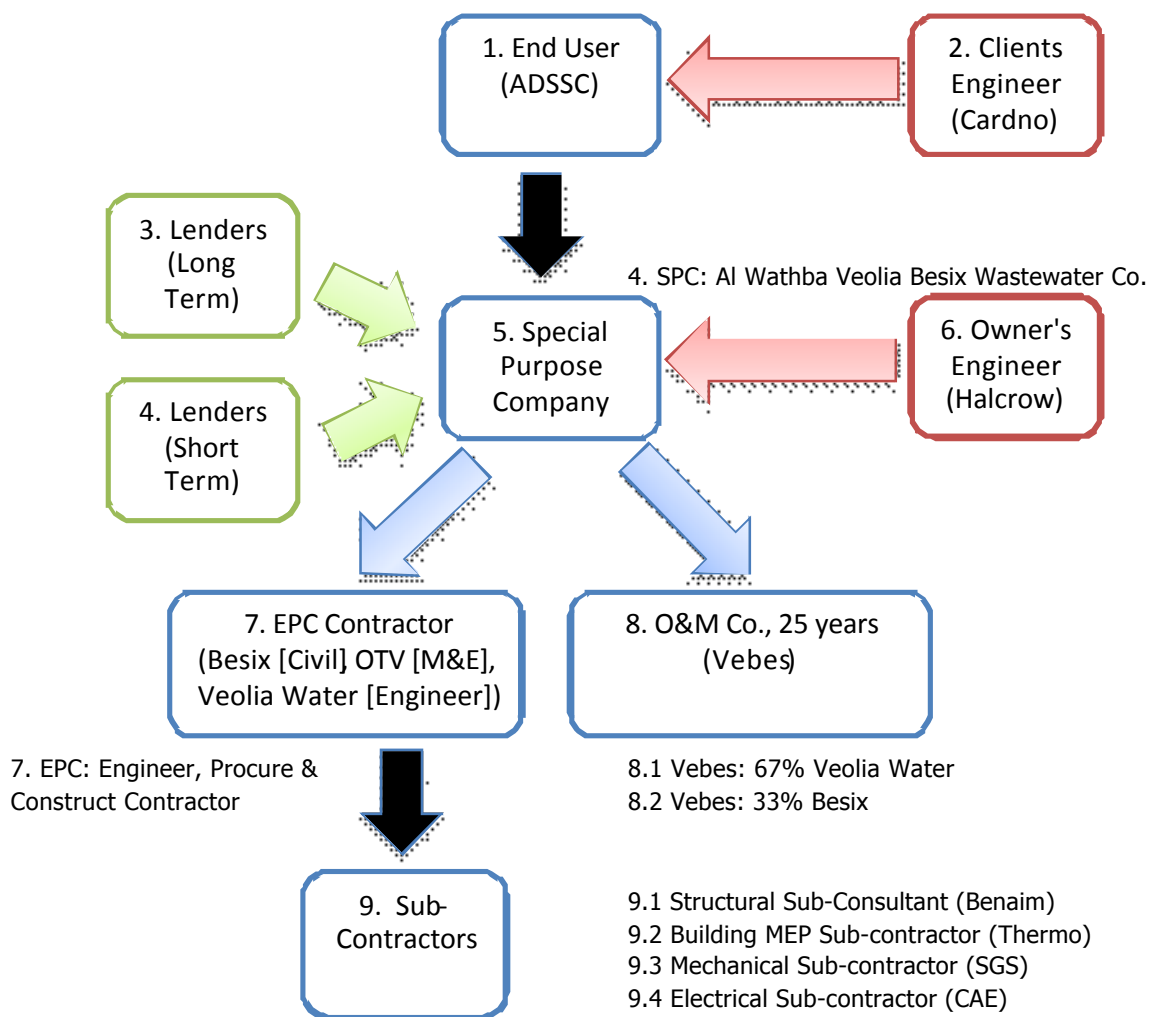 1. End User
(ADSSC)
2. Clients
Engineer
(Cardno)
3. Lenders
(Long
Term)
4. SPC: Al Wathba Veolia Besix Wastewater Co.
5. Special
Purpose
Company
6. Owner's
Engineer
(Halcrow)
4. Lenders
(Short
Term)
7. EPC Contractor
(Besix [Civil], OTV [M&E],
Veolia Water [Engineer])
8. O&M Co., 25 years
(Vebes)
7. EPC: Engineer, Procure &
Construct Contractor
8.1 Vebes: 67% Veolia Water
8.2 Vebes: 33% Besix
9. Sub-
Contractors
9.1 Structural Sub-Consultant (Benaim)
9.2 Building MEP Sub-contractor (Thermo)
9.3 Mechanical Sub-contractor (SGS)
9.4 Electrical Sub-contractor (CAE)